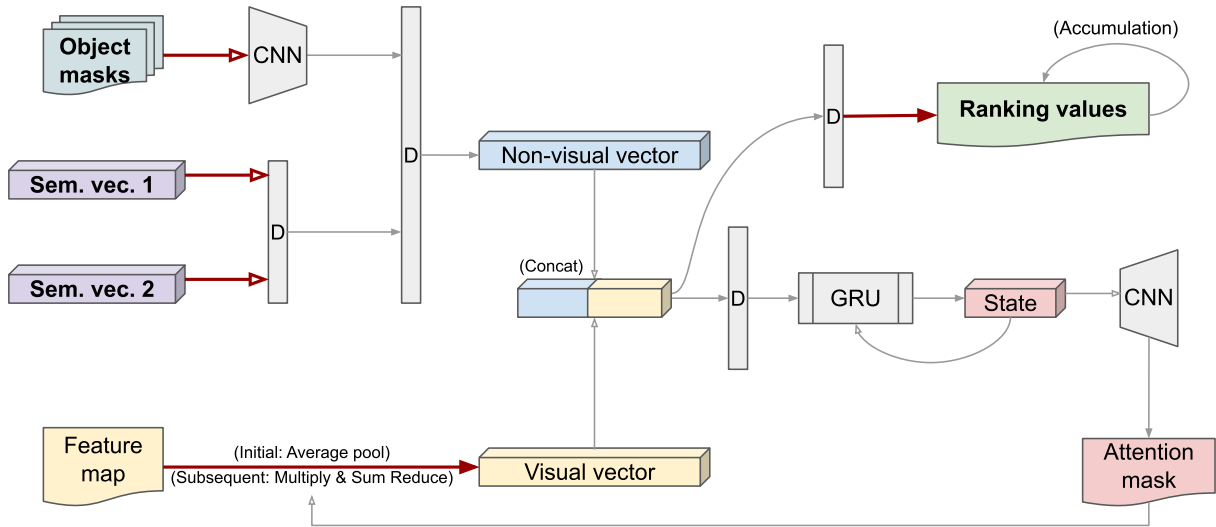 Object
masks
CNN
(Accumulation)
Ranking values
D
D
Non-visual vector
Sem. vec. 1
D
Sem. vec. 2
(Concat)
D
GRU
State
CNN
Feature
map
(Initial: Average pool)
(Subsequent: Multiply & Sum Reduce)
Visual vector
Attention
mask